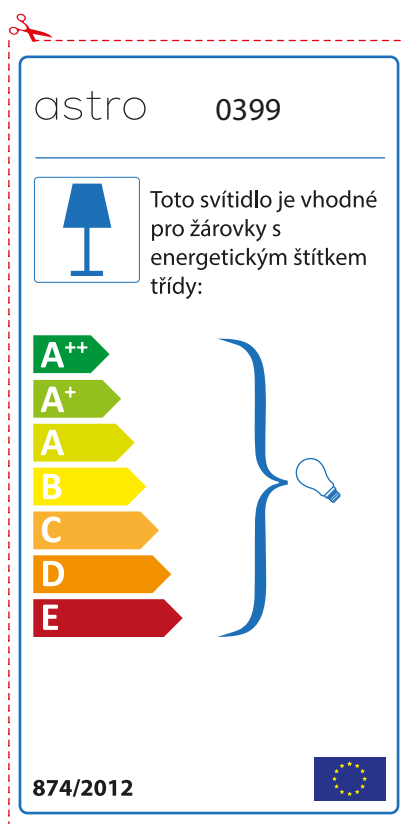 astro 0399
Toto svítidlo je vhodné
pro žárovky s
energetickým štítkem
třídy:
A++
A+
A
B
C
D
E
874/2012